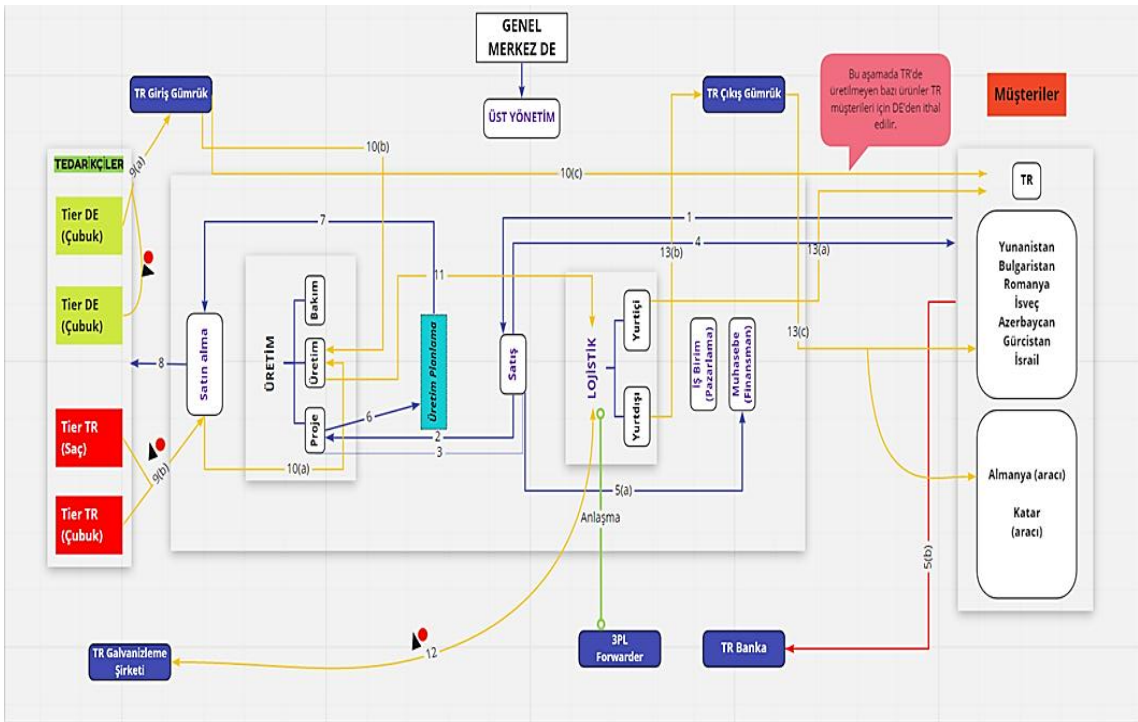 GENEL
MERKEZ DE
ÜST YÖNETİM
TR Giriş Gümrük
TR Çıkış Gümrük
Bu aşamada TR'de
üretilmeyen bazı ürünler TR
müşterileri için DE'den ithal
edilir.
Müşteriler
TEDARİKÇİLER
9(a)
10(b)
10(c)
Tier DE
(Çubuk)
Tier DE
(Çubuk)
Tier TR
(Saç)
Tier TR
(Çubuk)
7
8
9(b)
Satın alma
ÜRETİM
Bakım
Üretim
Proje
10(a)
6
Üretim Planlama
11
2
3
1
4
Satış
5(a)
LOJİSTİK
Yurtiçi
Yurtdışı
13(b)
13(a)
13(c)
İŞ Birim
(Pazarlama)
Muhasebe
(Finansman)
TR
Yunanistan
Bulgaristan
Romanya
İsveç
Azerbaycan
Gürcistan
İsrail
Almanya (aracı)
Katar
(aracı)
Anlaşma
5(b)
12
TR Galvanizleme
Şirketi
3PL
Forwarder
TR Banka